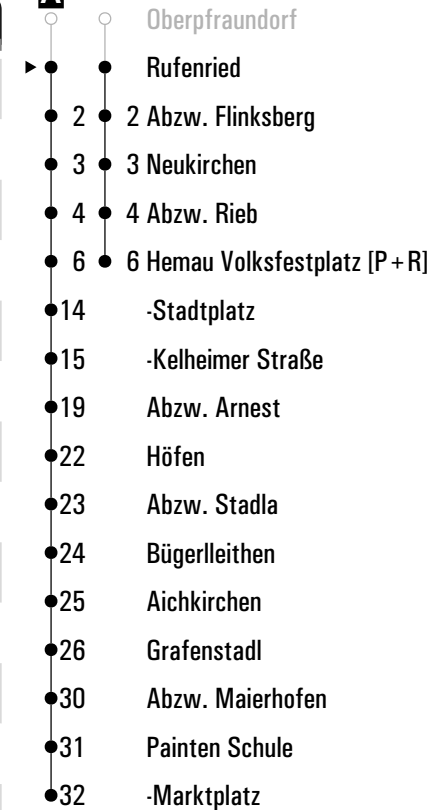 Oberpfraundorf
Rufenried
2 2 Abzw. Flinksberg
3 3 Neukirchen
4 4 Abzw. Rieb
6 6 Hemau Volksfestplatz [P+R]
14 -Stadtplatz
15 -Kelheimer Straße
19 Abzw. Arnest
22 Höfen
23 Abzw. Stadla
24 Bügerlleithen
25 Aichkirchen
26 Grafenstadl
30 Abzw. Maierhofen
31 Painten Schule
32 -Marktplatz